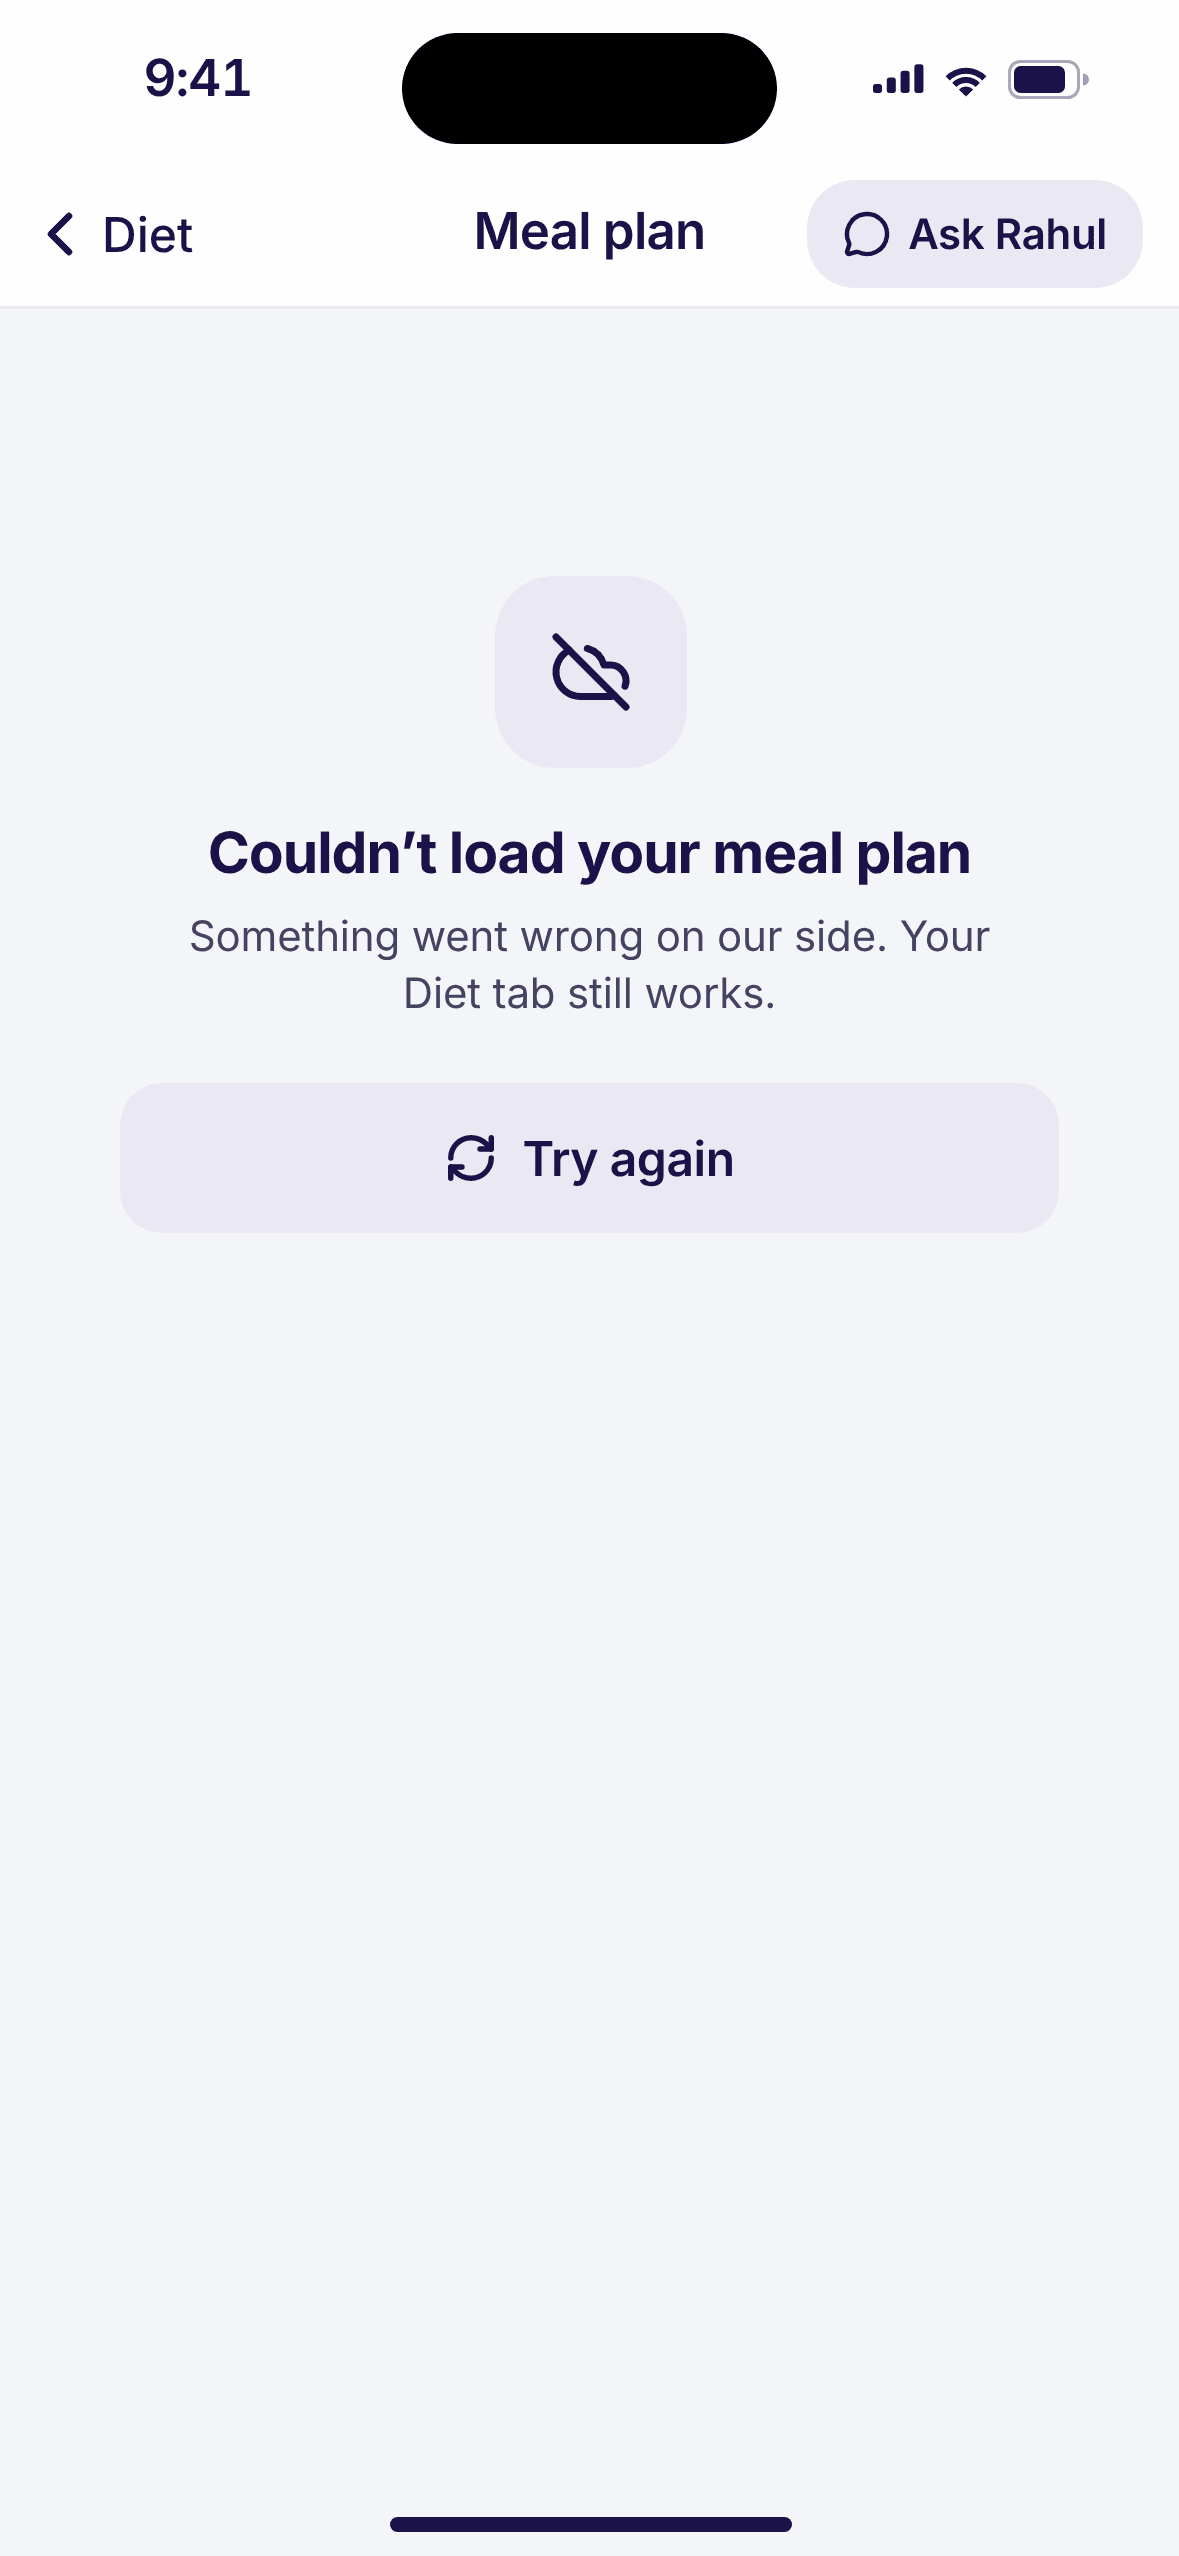 9:41
Diet
Meal plan
Ask Rahul
Couldn’t load your meal plan
Something went wrong on our side. Your
Diet tab still works.
Try again